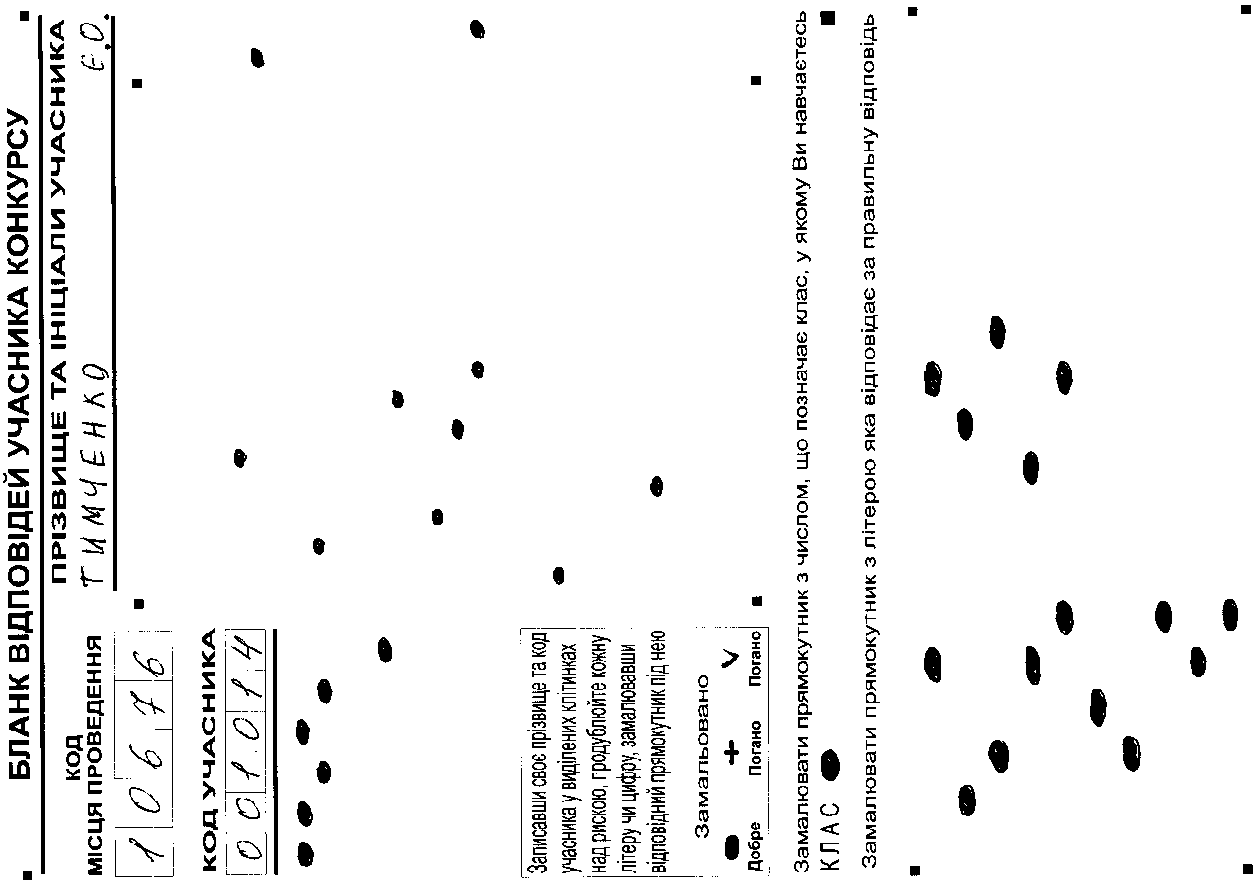 БЛАНК ВІДПОВІДЕЙ УЧАСНИКА КОНКУРСУ
КОД
МІСЦЯ ПРОВЕДЕННЯ
1 0 6 7 6
ПРІЗВИЩЕ ТА ІНІЦІАЛИ УЧАСНИКА
ТИМЧЕНКО Є.О.
КОД УЧАСНИКА
0 0 1 0 1 4
Записавши своє прізвище та код
учасника у виділених клітинках
над рискою, продублюйте кожну
літеру чи цифру, замалювавши
відповідний прямокутник під нею
Замальовано
Добре Погано Погано
Замалювати прямокутник з числом, що позначає клас, у якому Ви навчаєтесь
КЛАС
Замалювати прямокутник з літерою яка відповідає за правильну відповідь